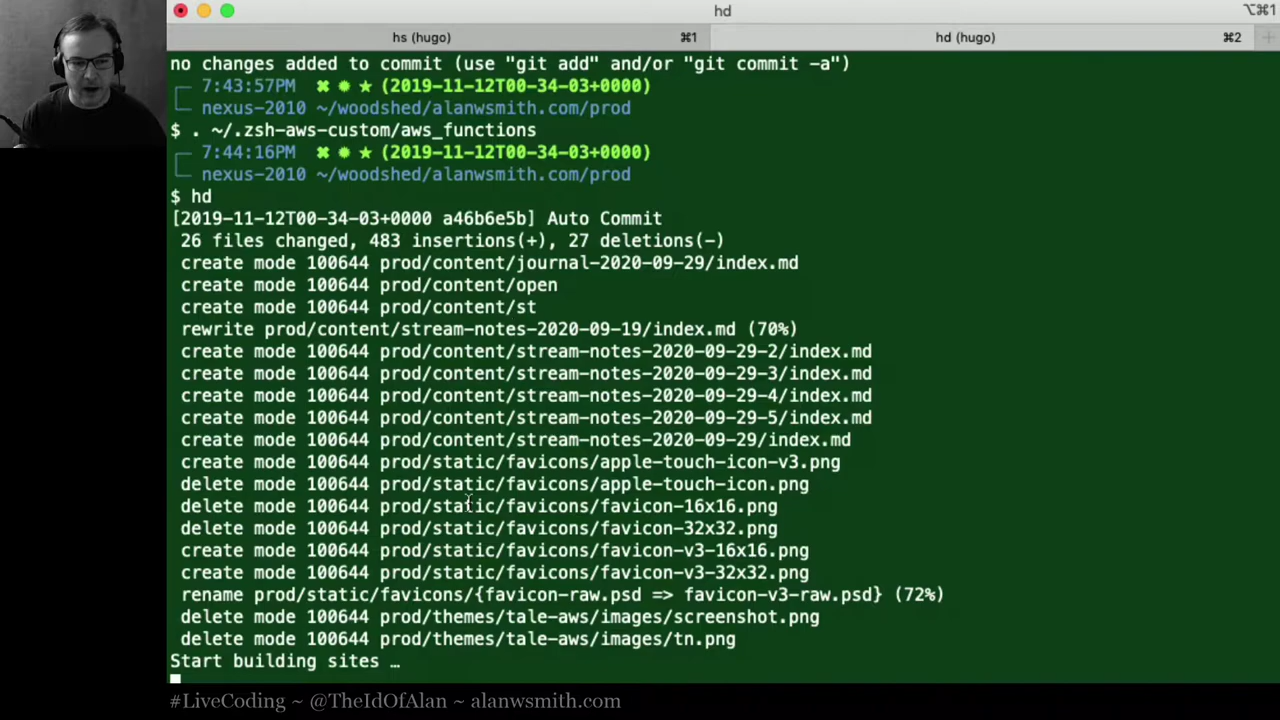 hd
⌥⌘1
hs (hugo) ⌘1 hd (hugo) ⌘2 +
no changes added to commit (use "git add" and/or "git commit -a")
7:43:57PM ✖ ✹ ★ (2019-11-12T00-34-03+0000)
nexus-2010 ~/woodshed/alanwsmith.com/prod
$ . ~/.zsh-aws-custom/aws_functions
7:44:16PM ✖ ✹ ★ (2019-11-12T00-34-03+0000)
nexus-2010 ~/woodshed/alanwsmith.com/prod
$ hd
[2019-11-12T00-34-03+0000 a46b6e5b] Auto Commit
26 files changed, 483 insertions(+), 27 deletions(-)
create mode 100644 prod/content/journal-2020-09-29/index.md
create mode 100644 prod/content/open
create mode 100644 prod/content/st
rewrite prod/content/stream-notes-2020-09-19/index.md (70%)
create mode 100644 prod/content/stream-notes-2020-09-29-2/index.md
create mode 100644 prod/content/stream-notes-2020-09-29-3/index.md
create mode 100644 prod/content/stream-notes-2020-09-29-4/index.md
create mode 100644 prod/content/stream-notes-2020-09-29-5/index.md
create mode 100644 prod/content/stream-notes-2020-09-29/index.md
create mode 100644 prod/static/favicons/apple-touch-icon-v3.png
delete mode 100644 prod/static/favicons/apple-touch-icon.png
delete mode 100644 prod/static/favicons/favicon-16x16.png
delete mode 100644 prod/static/favicons/favicon-32x32.png
create mode 100644 prod/static/favicons/favicon-v3-16x16.png
create mode 100644 prod/static/favicons/favicon-v3-32x32.png
rename prod/static/favicons/{favicon-raw.psd => favicon-v3-raw.psd} (72%)
delete mode 100644 prod/themes/tale-aws/images/screenshot.png
delete mode 100644 prod/themes/tale-aws/images/tn.png
Start building sites …
#LiveCoding ~ @TheIdOfAlan ~ alanwsmith.com